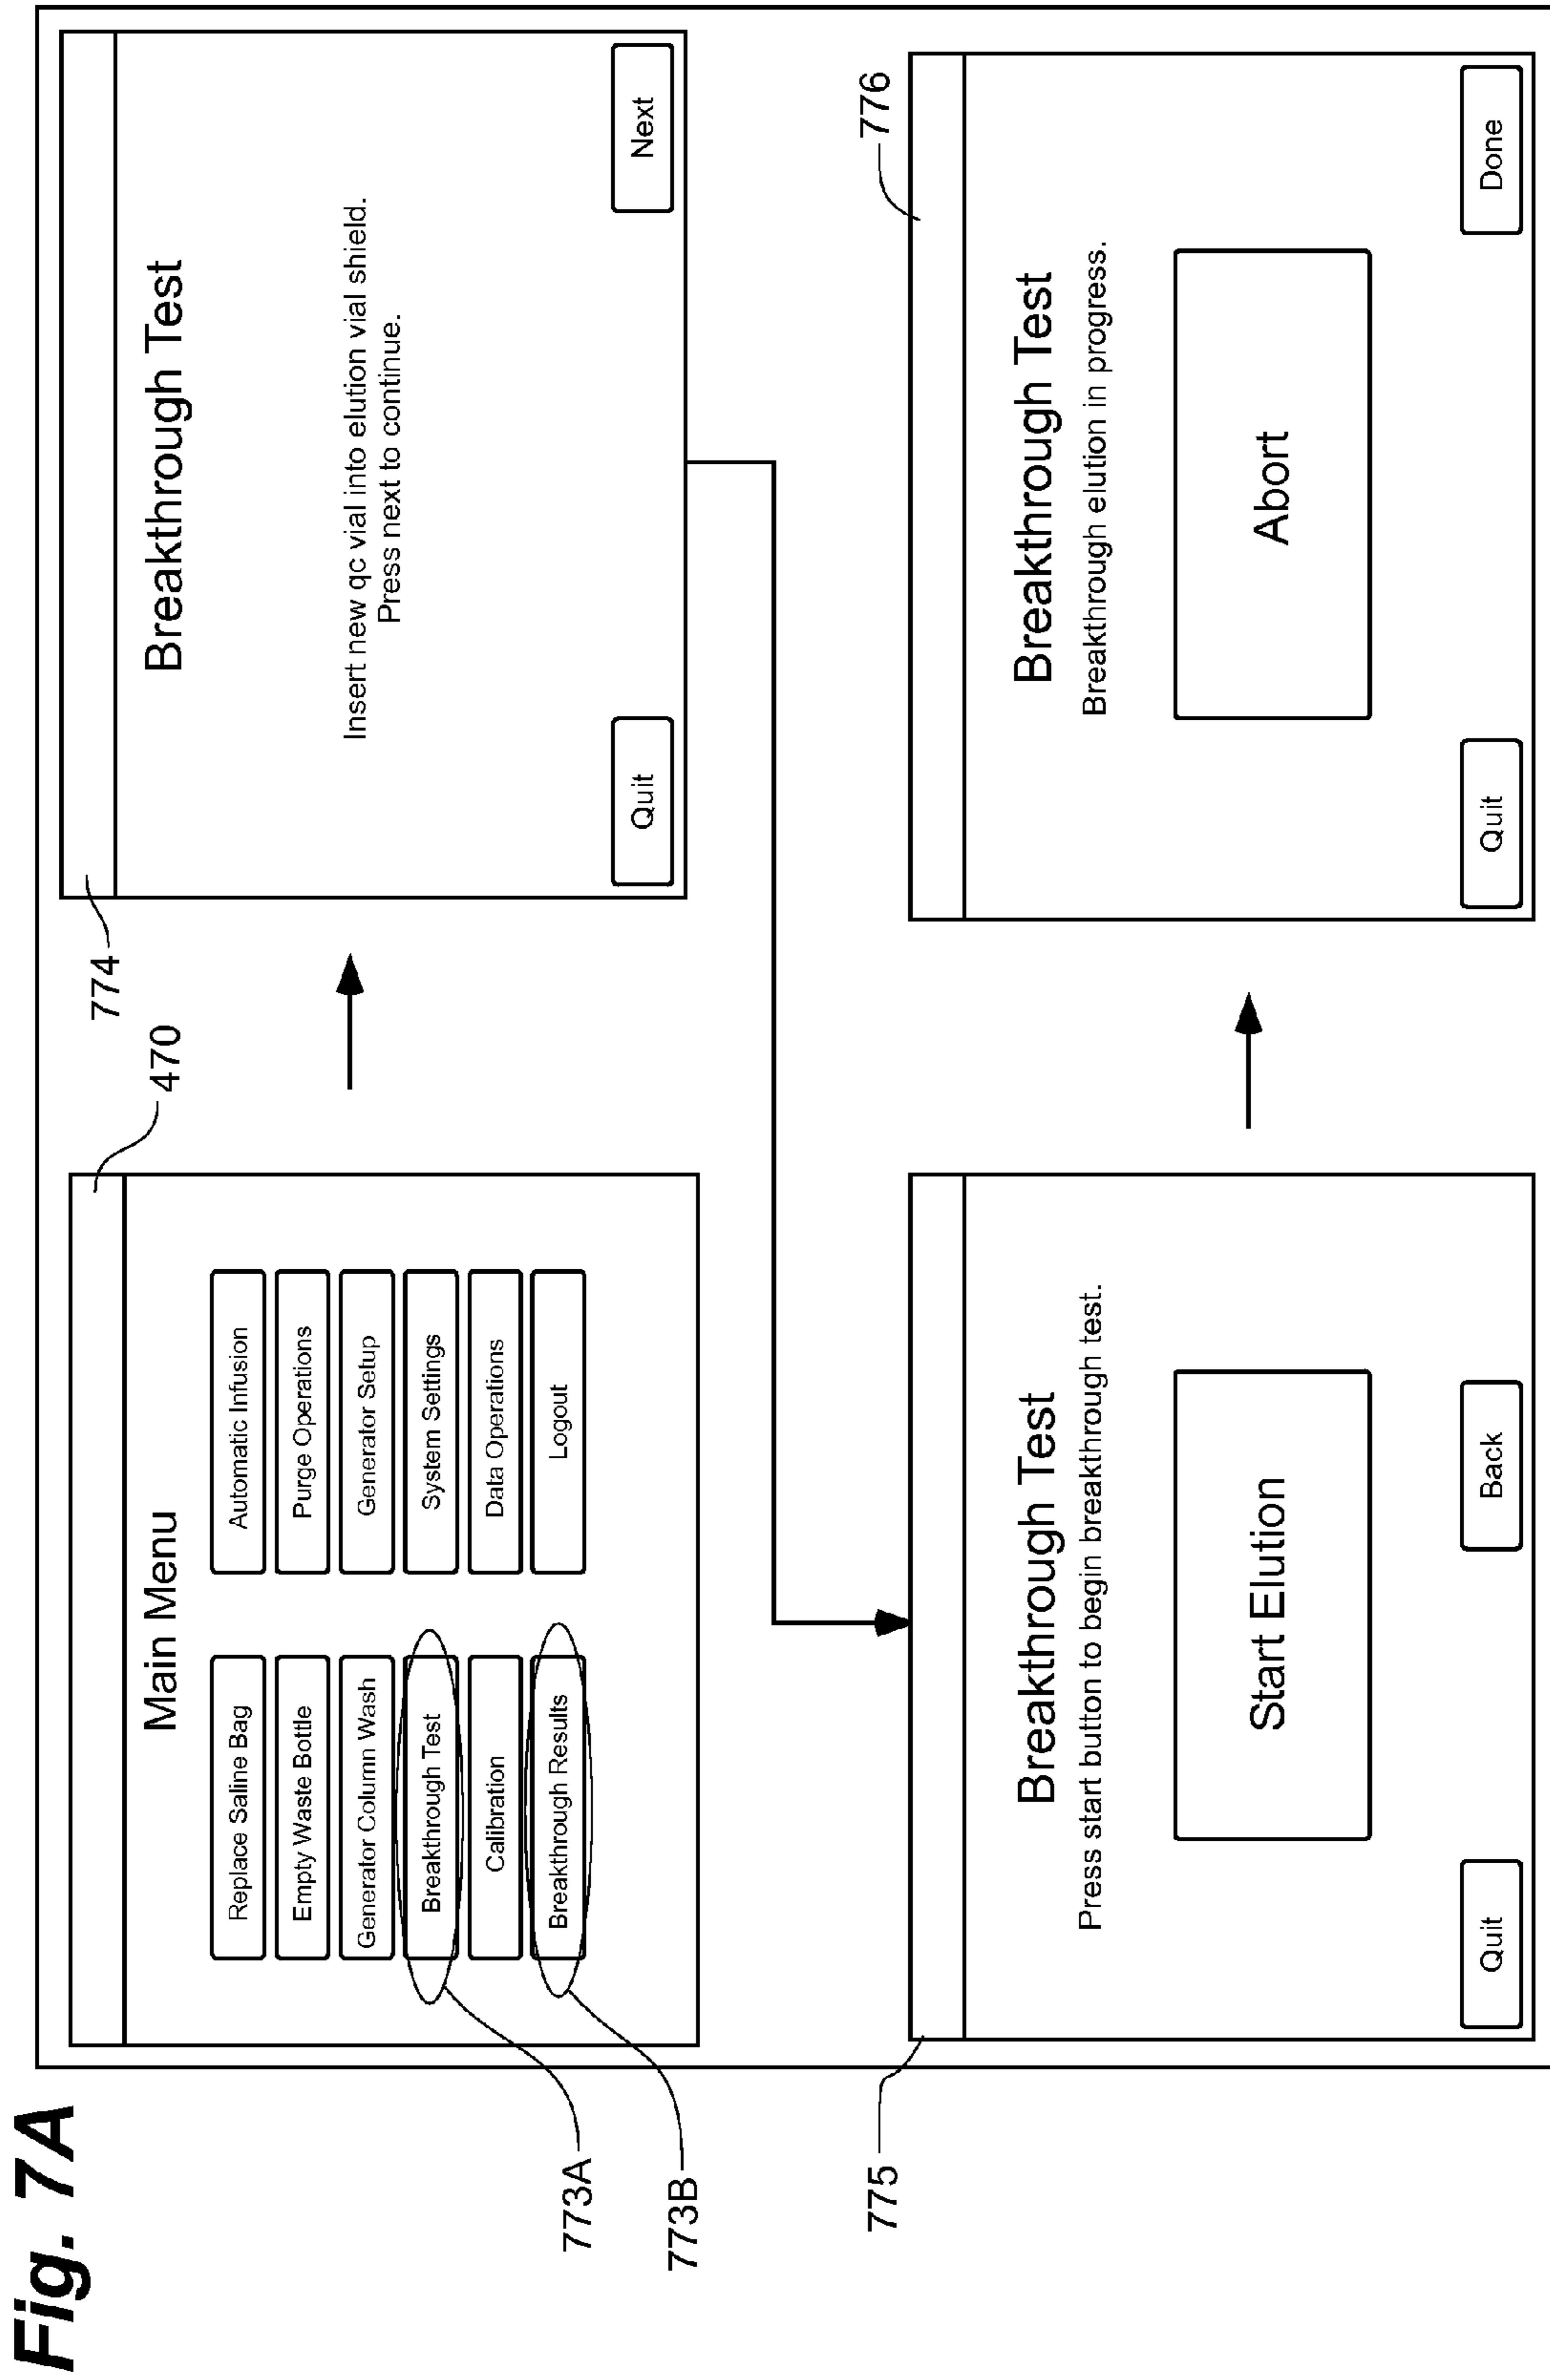 Fig. 7A
470
Main Menu
Replace Saline Bag
Automatic Infusion
Empty Waste Bottle
Purge Operations
Generator Column Wash
Generator Setup
Breakthrough Test
System Settings
Calibration
Data Operations
Breakthrough Results
Logout
773A
773B
774
Breakthrough Test
Insert new qc vial into elution vial shield.
Press next to continue.
Quit
Next
775
Breakthrough Test
Press start button to begin breakthrough test.
Start Elution
Quit
Back
776
Breakthrough Test
Breakthrough elution in progress.
Abort
Quit
Done